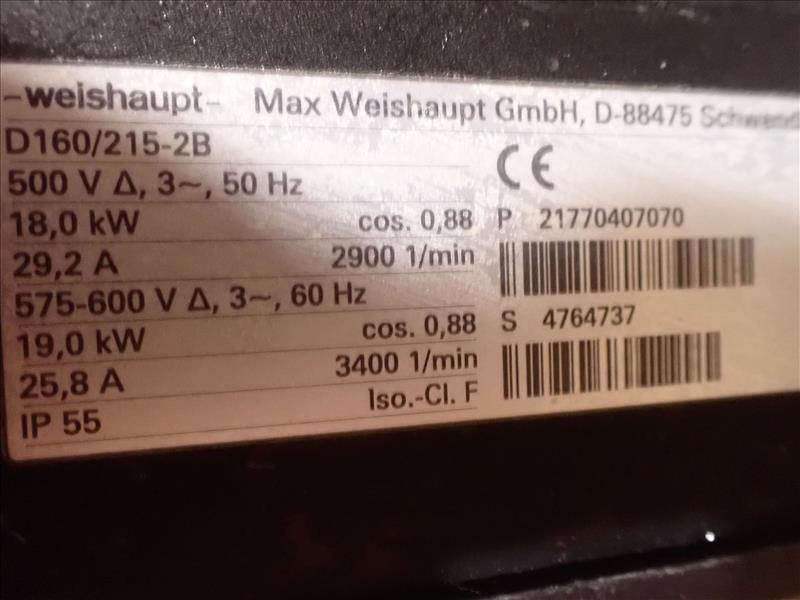 -weishaupt- Max Weishaupt GmbH, D-88475
D160/215-2B
500 V Δ, 3~, 50 Hz
18,0 kW cos. 0,88
29,2 A 2900 1/min
575-600 V Δ, 3~, 60 Hz
19,0 kW cos. 0,88
25,8 A 3400 1/min
IP 55 Iso.-Cl. F
CE
P 21770407070
S 4764737